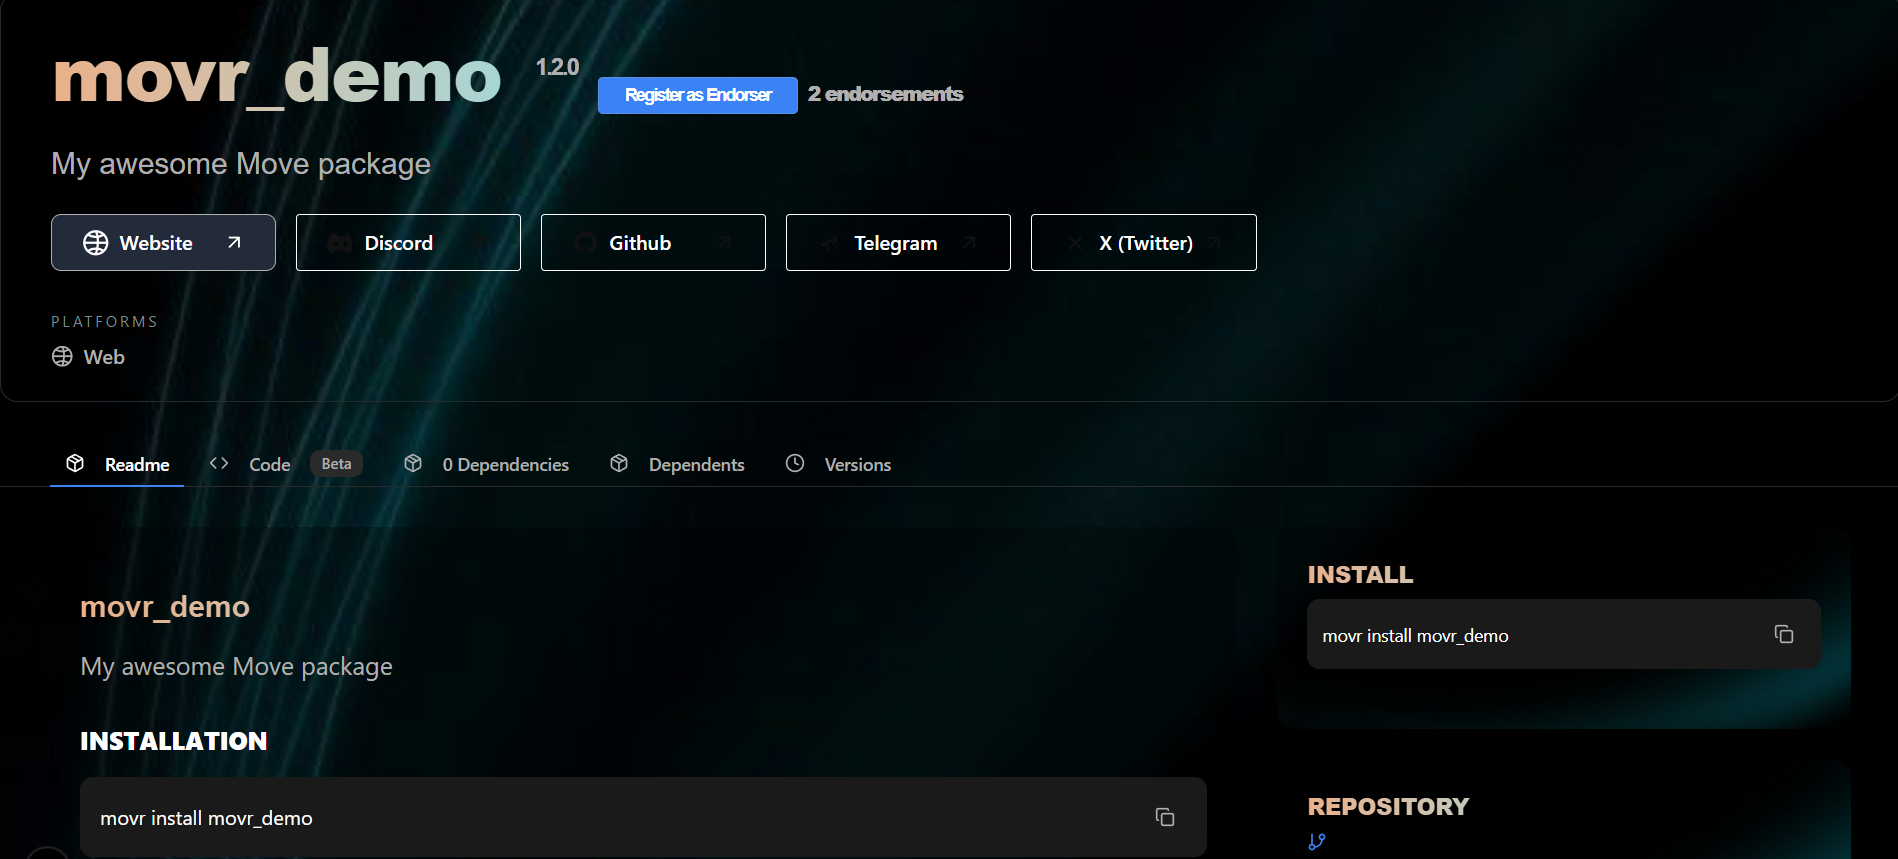 movr_demo
1.2.0
Register as Endorser
2 endorsements
My awesome Move package
Website
Discord
Github
Telegram
X (Twitter)
PLATFORMS
Web
Readme
Code
Beta
0 Dependencies
Dependents
Versions
movr_demo
My awesome Move package
INSTALLATION
movr install movr_demo
INSTALL
movr install movr_demo
REPOSITORY